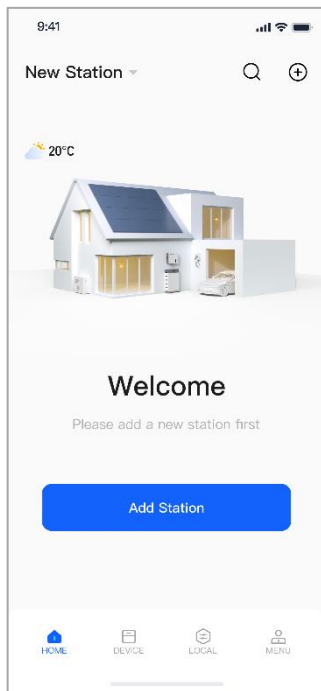 9:41
New Station
20°C
Welcome
Please add a new station first
Add Station
HOME
DEVICE
LOCAL
MENU